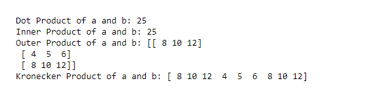 Dot Product of a and b: 25
Inner Product of a and b: 25
Outer Product of a and b: [[ 8 10 12]
[ 4 5 6]
[ 8 10 12]]
Kronecker Product of a and b: [ 8 10 12 4 5 6 8 10 12]